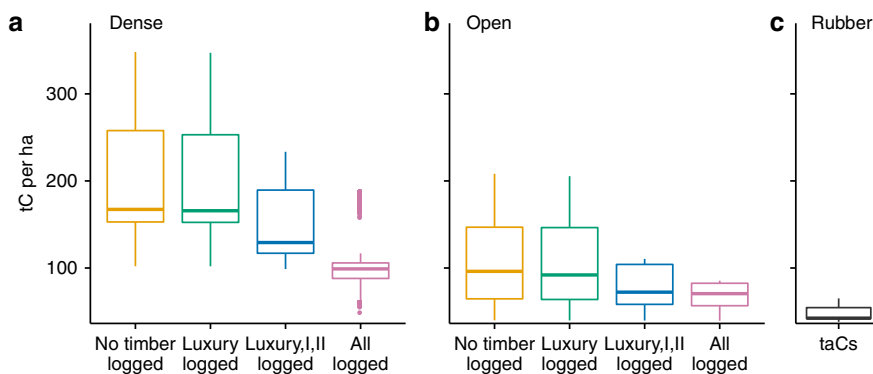 a Dense
b Open
c Rubber
tC per ha
300
200
100
No timber logged
Luxury logged
Luxury,I,II logged
All logged
No timber logged
Luxury logged
Luxury,I,II logged
All logged
taCs